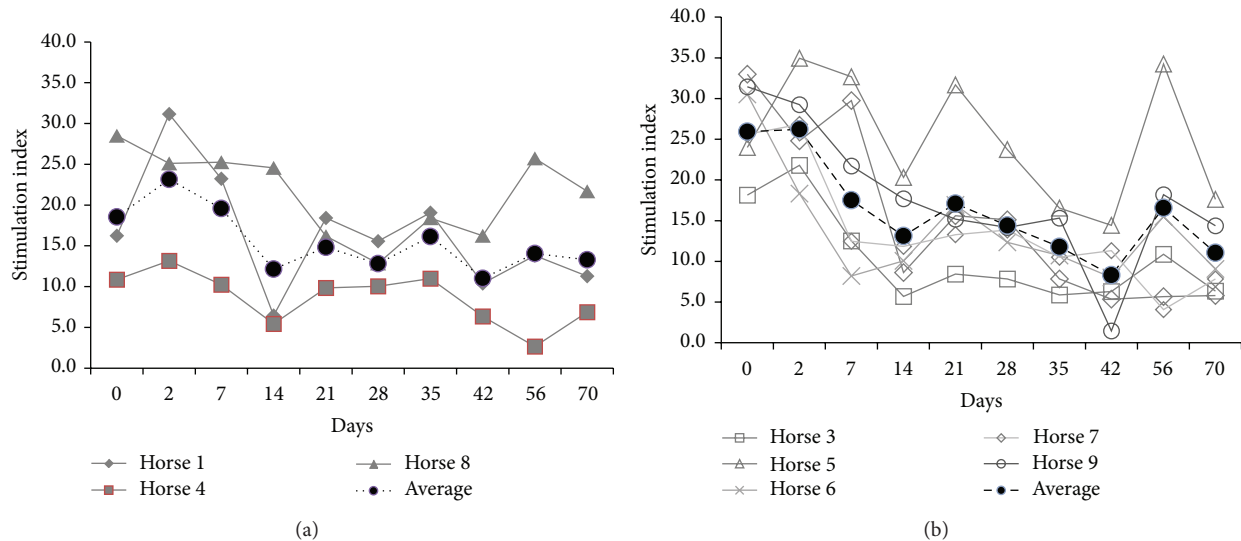 40.0
35.0
30.0
25.0
20.0
15.0
10.0
5.0
0.0
Stimulation index
0 2 7 14 21 28 35 42 56 70
Days
Horse 1
Horse 4
Horse 8
Average
(a)
40.0
35.0
30.0
25.0
20.0
15.0
10.0
5.0
0.0
Stimulation index
0 2 7 14 21 28 35 42 56 70
Days
Horse 3
Horse 5
Horse 6
Horse 7
Horse 9
Average
(b)